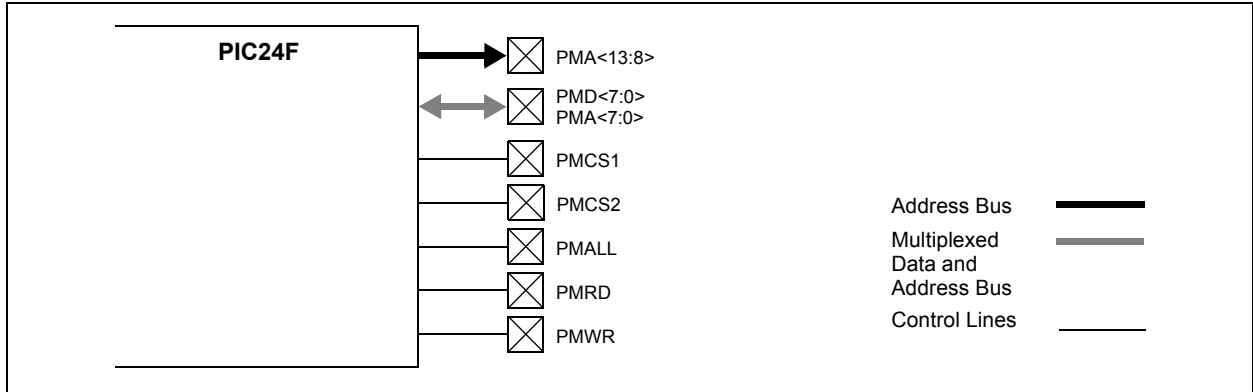 PIC24F
PMA<13:8>
PMD<7:0>
PMA<7:0>
PMCS1
PMCS2
PMALL
PMRD
PMWR
Address Bus
Multiplexed
Data and
Address Bus
Control Lines